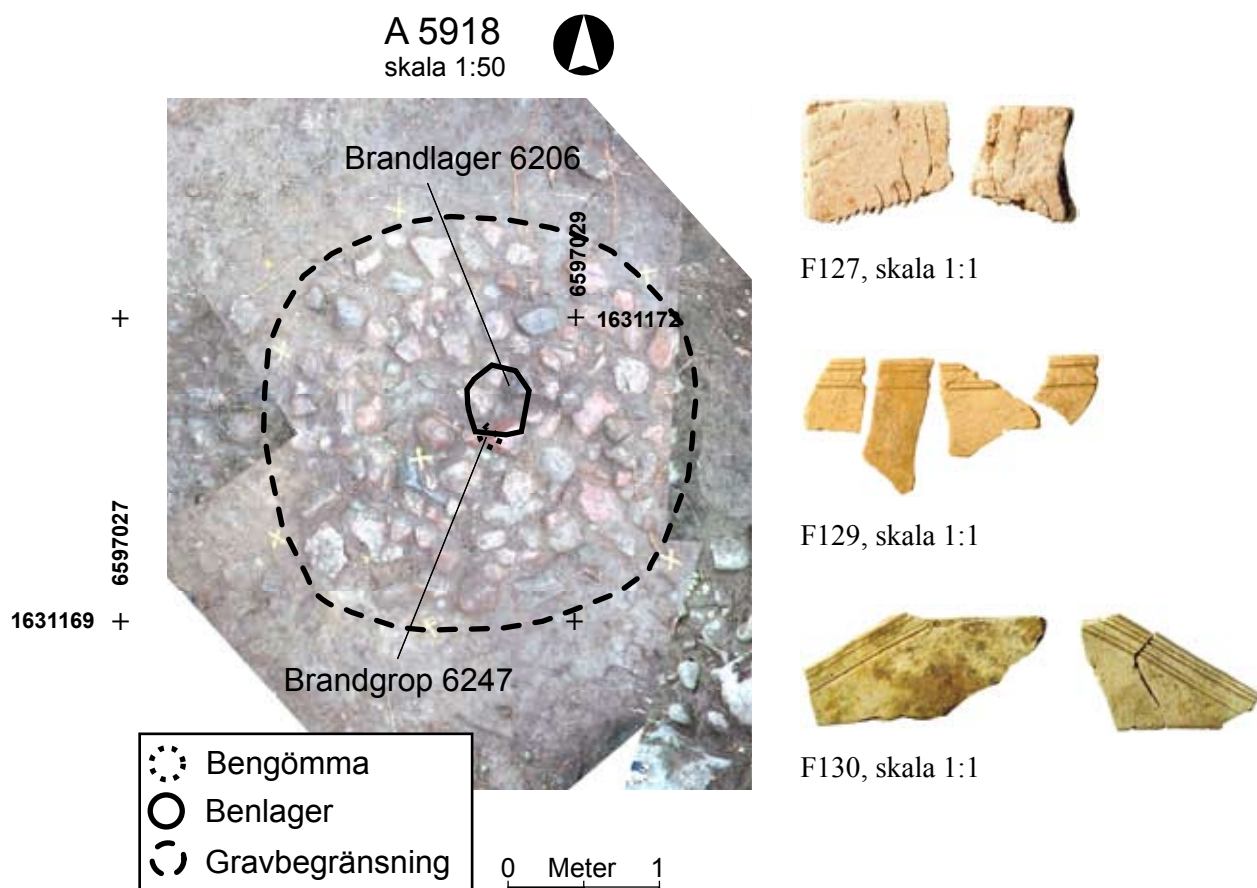 A 5918
skala 1:50
Brandlager 6206
6597029
1631172
6597027
1631169
Brandgrop 6247
Bengömma
Benlager
Gravbegränsning
0 Meter 1
F127, skala 1:1
F129, skala 1:1
F130, skala 1:1